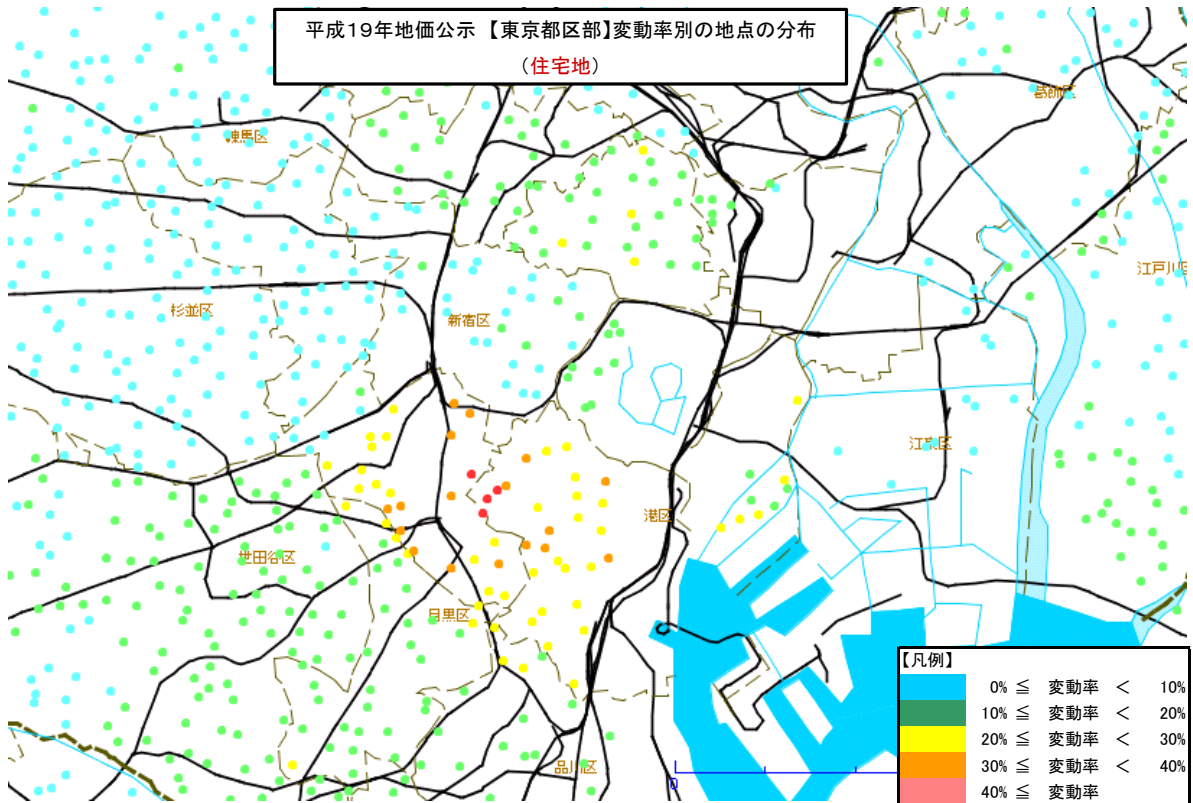 平成19年地価公示 【東京都区部】変動率別の地点の分布
(住宅地)
葛飾区
練馬区
江戸川区
杉並区
新宿区
江東区
港区
世田谷区
目黒区
品川区
0
【凡例】
0% ≦ 変動率 < 10%
10% ≦ 変動率 < 20%
20% ≦ 変動率 < 30%
30% ≦ 変動率 < 40%
40% ≦ 変動率